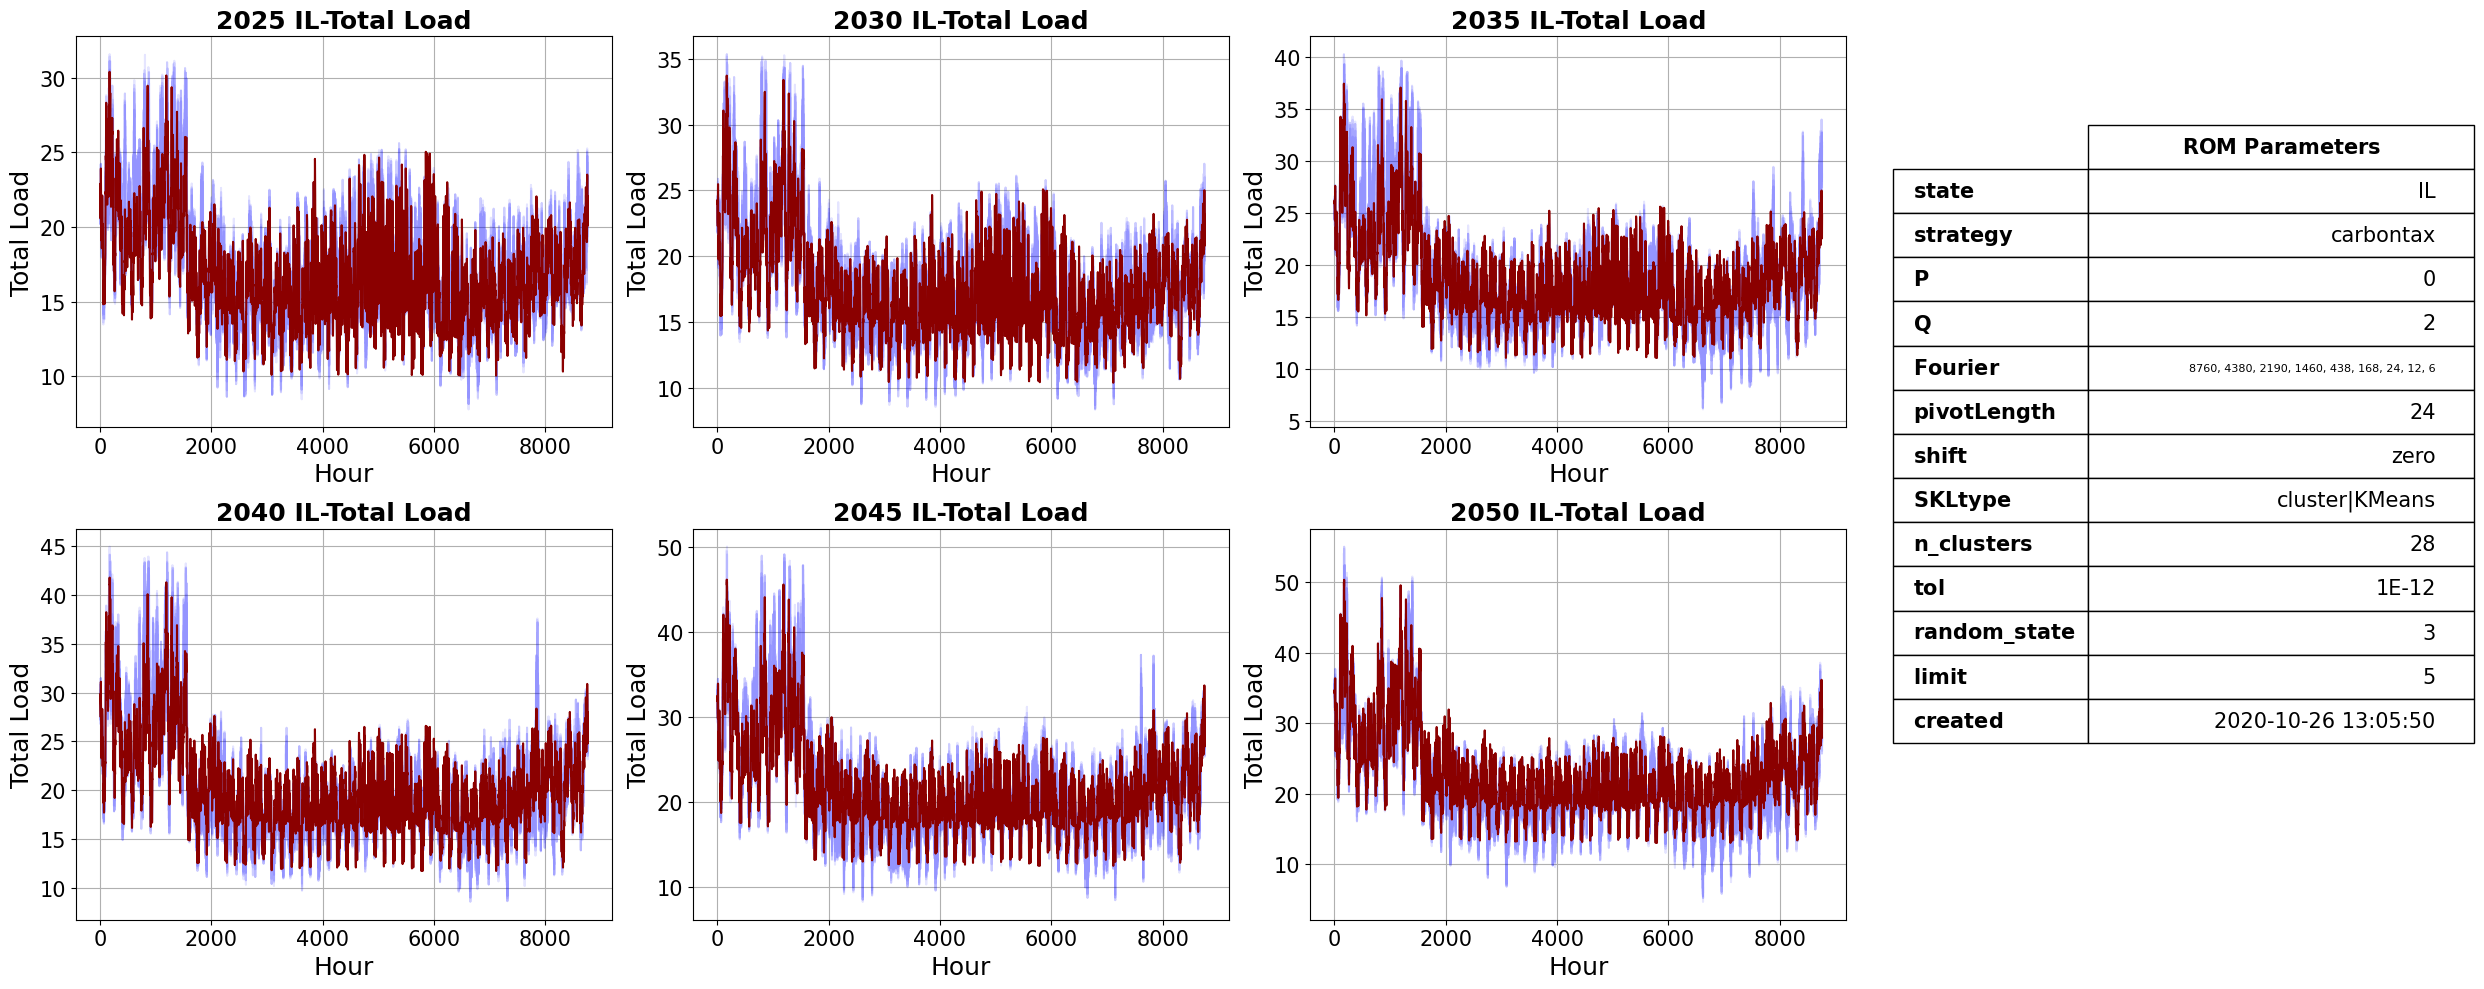 2025 IL-Total Load
30
25
20
15
10
Total Load
0 2000 4000 6000 8000
Hour
2030 IL-Total Load
35
30
25
20
15
10
Total Load
0 2000 4000 6000 8000
Hour
2035 IL-Total Load
40
35
30
25
20
15
10
5
Total Load
0 2000 4000 6000 8000
Hour
2040 IL-Total Load
45
40
35
30
25
20
15
10
Total Load
0 2000 4000 6000 8000
Hour
2045 IL-Total Load
50
40
30
20
10
Total Load
0 2000 4000 6000 8000
Hour
2050 IL-Total Load
50
40
30
20
10
Total Load
0 2000 4000 6000 8000
Hour
ROM Parameters
state IL
strategy carbontax
P 0
Q 2
Fourier 8760, 4380, 2190, 1460, 438, 168, 24, 12, 6
pivotLength 24
shift zero
SKLtype cluster|KMeans
n_clusters 28
tol 1E-12
random_state 3
limit 5
created 2020-10-26 13:05:50